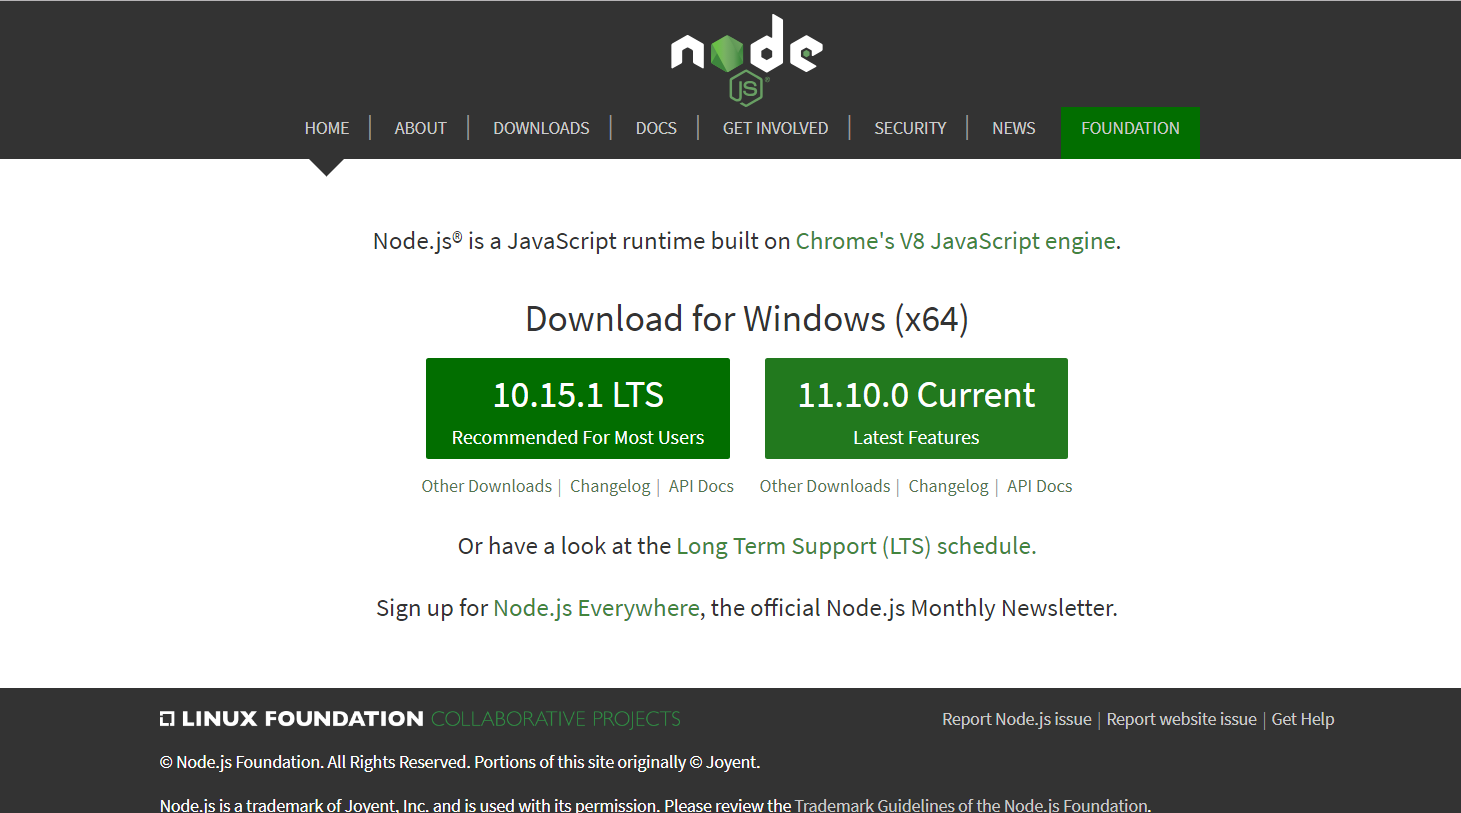 node
JS®
HOME | ABOUT | DOWNLOADS | DOCS | GET INVOLVED | SECURITY | NEWS FOUNDATION
Node.js® is a JavaScript runtime built on Chrome's V8 JavaScript engine.
Download for Windows (x64)
10.15.1 LTS
Recommended For Most Users
11.10.0 Current
Latest Features
Other Downloads | Changelog | API Docs
Other Downloads | Changelog | API Docs
Or have a look at the Long Term Support (LTS) schedule.
Sign up for Node.js Everywhere, the official Node.js Monthly Newsletter.
LINUX FOUNDATION COLLABORATIVE PROJECTS
Report Node.js issue | Report website issue | Get Help
© Node.js Foundation. All Rights Reserved. Portions of this site originally © Joyent.
Node.js is a trademark of Joyent, Inc. and is used with its permission. Please review the Trademark Guidelines of the Node.js Foundation.